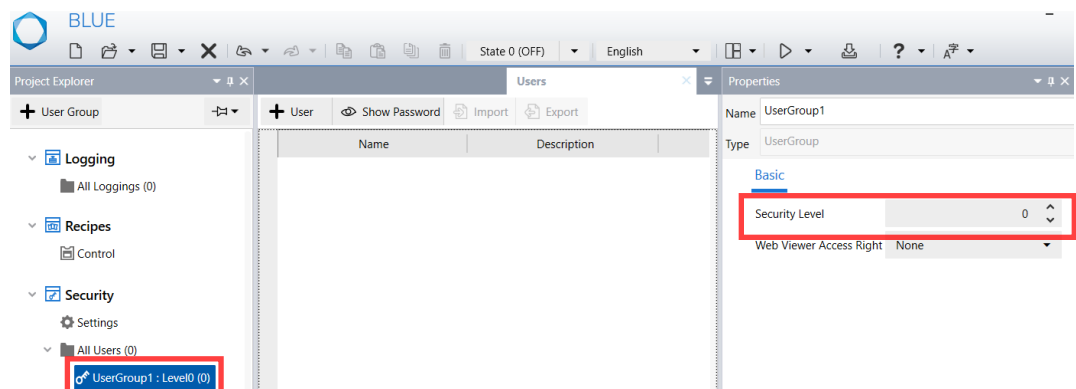 BLUE
State 0 (OFF) English
Project Explorer
User Group
Logging
All Loggings (0)
Recipes
Control
Security
Settings
All Users (0)
UserGroup1 : Level0 (0)
Users
User Show Password Import Export
Name Description
Properties
Name UserGroup1
Type UserGroup
Basic
Security Level 0
Web Viewer Access Right None